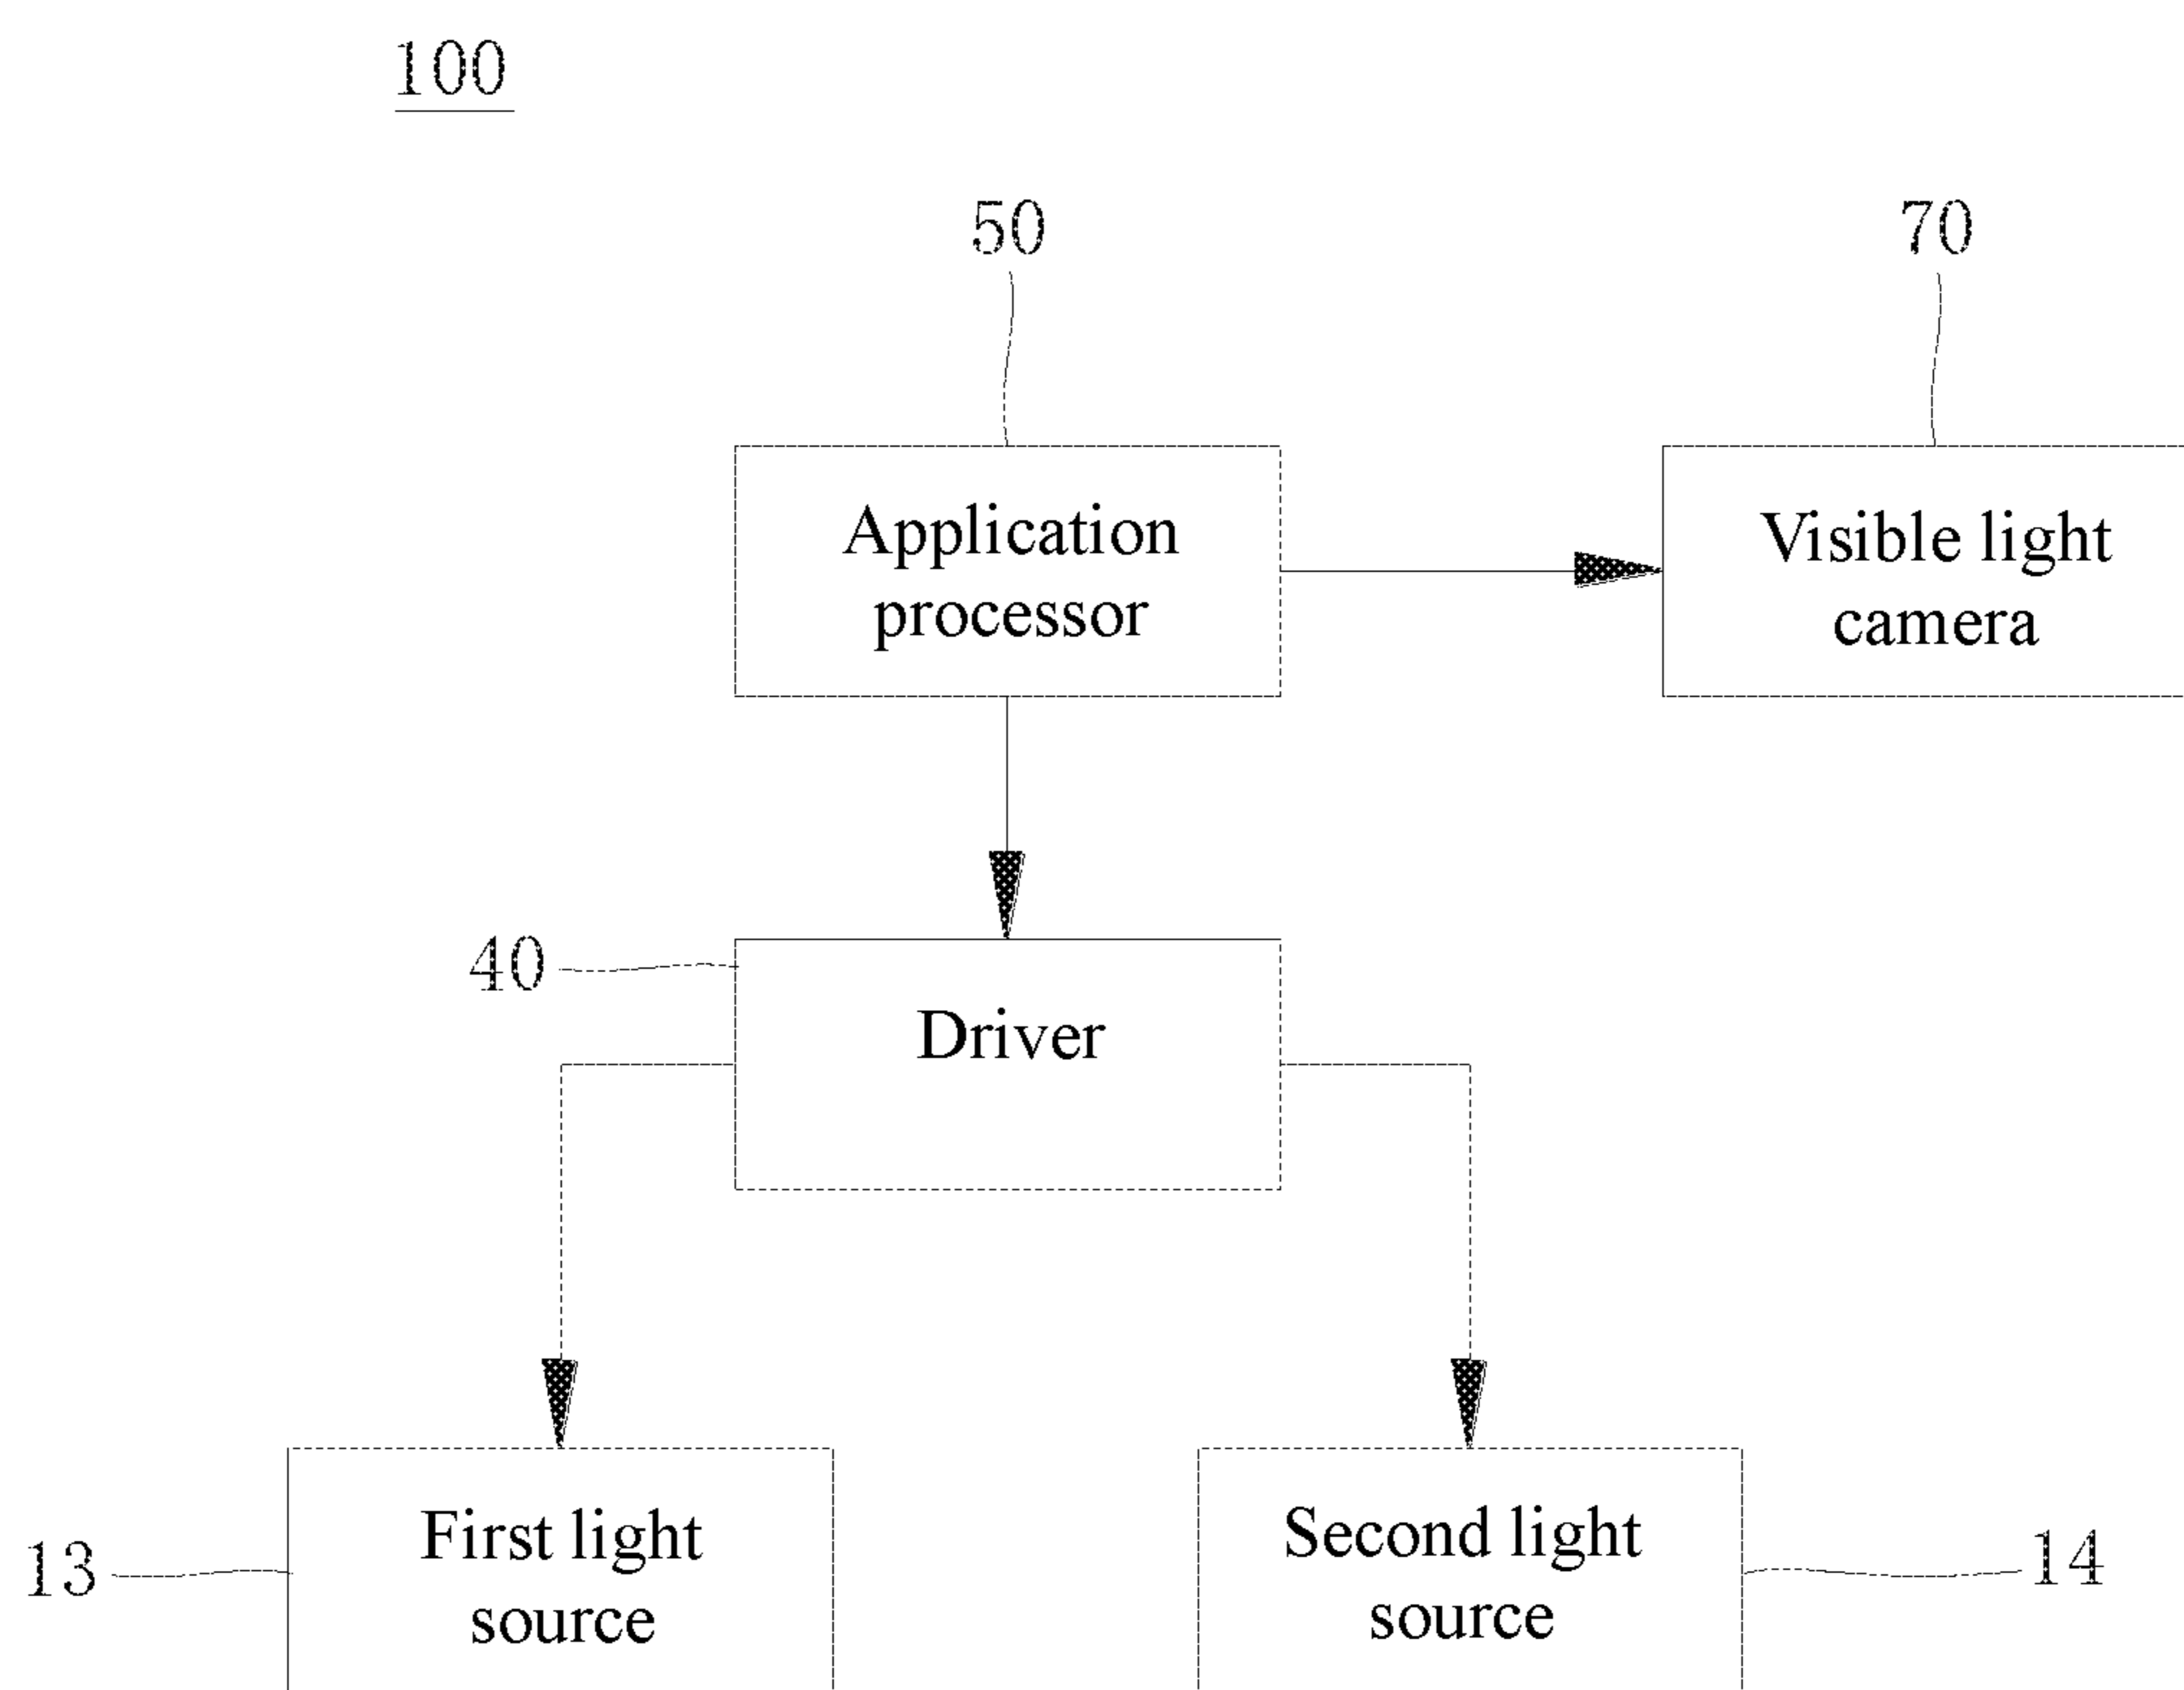 100
50
70
Application
processor
Visible light
camera
40
Driver
First light
source
Second light
source
13
14